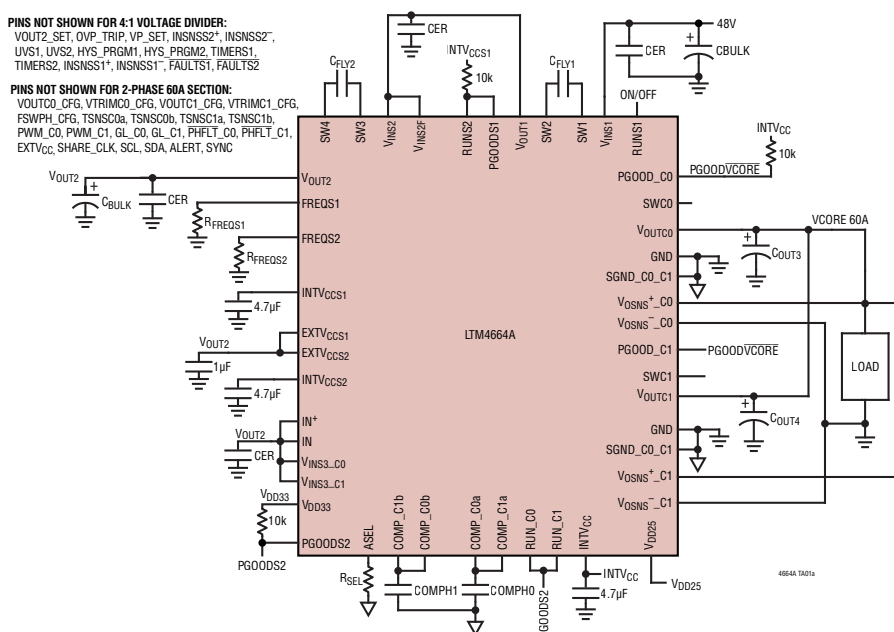 PINS NOT SHOWN FOR 4:1 VOLTAGE DIVIDER:
VOUT2_SET, OVP_TRIP, VP_SET, INSNSS2+, INSNSS2–,
UVS1, UVS2, HYS_PRGM1, HYS_PRGM2, TIMERS1,
TIMERS2, INSNSS1+, INSNSS1–, FAULTS1, FAULTS2
PINS NOT SHOWN FOR 2-PHASE 60A SECTION:
VOUTC0_CFG, VTRIMC0_CFG, VOUTC1_CFG, VTRIMC1_CFG,
FSWPH_CFG, TSNSC0a, TSNSC0b, TSNSC1a, TSNSC1b,
PWM_C0, PWM_C1, GL_C0, GL_C1, PHFLT_C0, PHFLT_C1,
EXTVCC, SHARE_CLK, SCL, SDA, ALERT, SYNC
CFLY2
CER
INTVCCS1
10k
CFLY1
48V
CER
CBULK
ON/OFF
SW4
SW3
VINS2
VINS2F
RUNS2
PGOODS1
VOUT1
SW2
SW1
VINS1
RUNS1
INTVCC
10k
VOUT2
CBULK
CER
RFREQS1
RFREQS2
4.7µF
VOUT2
1µF
4.7µF
VOUT2
CER
VDD33
10k
PGOODS2
VOUT2
FREQS1
FREQS2
INTVCCS1
EXTVCCS1
EXTVCCS2
INTVCCS2
IN+
IN
VINS3_C0
VINS3_C1
VDD33
PGOODS2
LTM4664A
PGOOD_C0
SWC0
VOUTC0
GND
SGND_C0_C1
VOSNS+_C0
VOSNS–_C0
PGOOD_C1
SWC1
VOUTC1
GND
SGND_C0_C1
VOSNS+_C1
VOSNS–_C1
PGOODVCORE
VCORE 60A
COUT3
PGOODVCORE
LOAD
COUT4
ASEL
COMP_C1b
COMP_C0b
COMP_C0a
COMP_C1a
RUN_C0
RUN_C1
INTVCC
VDD25
RSEL
COMPH1
COMPH0
GOODS2
INTVCC
4.7µF
VDD25
4664A TA01a